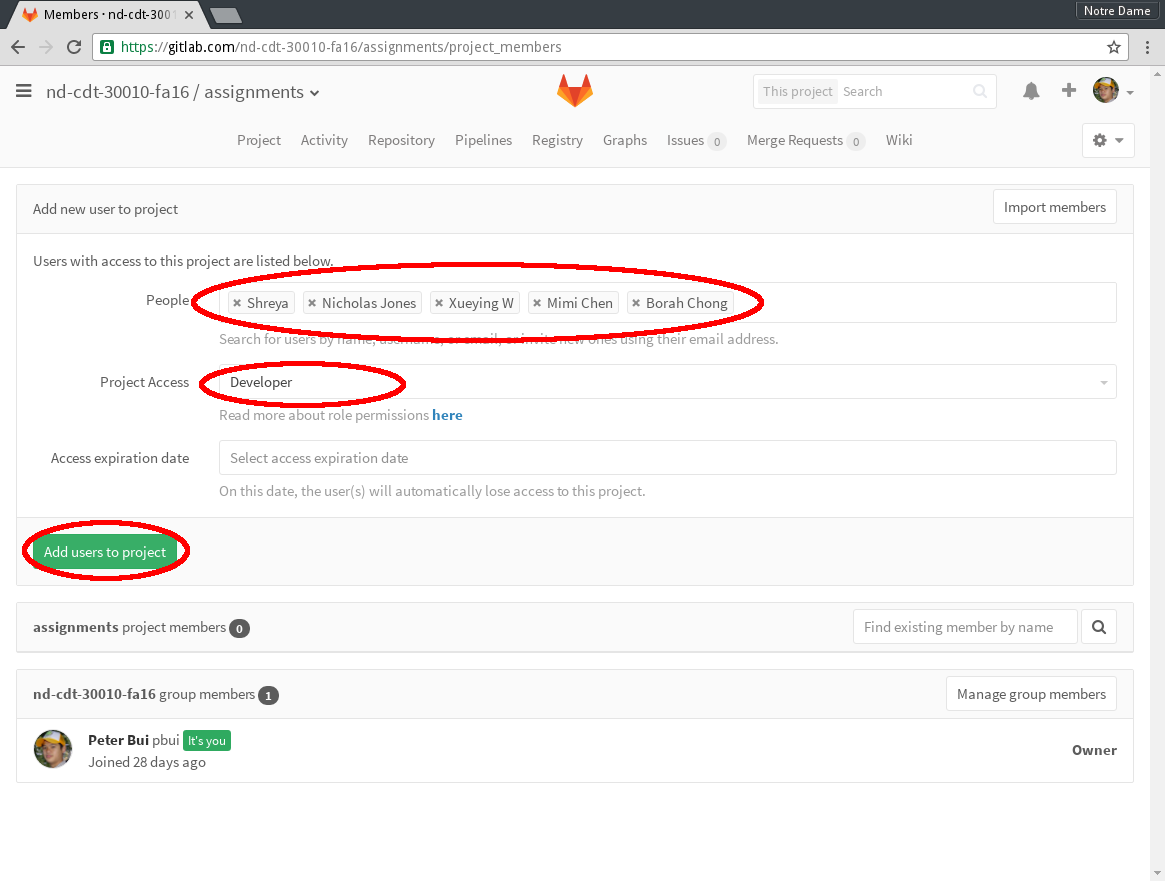 Members · nd-cdt-3001
Notre Dame
https://gitlab.com/nd-cdt-30010-fa16/assignments/project_members
nd-cdt-30010-fa16 / assignments
This project Search
Project Activity Repository Pipelines Registry Graphs Issues 0 Merge Requests 0 Wiki
Add new user to project
Import members
Users with access to this project are listed below.
People × Shreya × Nicholas Jones × Xueying W × Mimi Chen × Borah Chong
Search for users by name, username, or email, or invite new ones using their email address.
Project Access Developer
Read more about role permissions here
Access expiration date Select access expiration date
On this date, the user(s) will automatically lose access to this project.
Add users to project
assignments project members 0
Find existing member by name
nd-cdt-30010-fa16 group members 1
Manage group members
Peter Bui pbui It's you
Joined 28 days ago
Owner